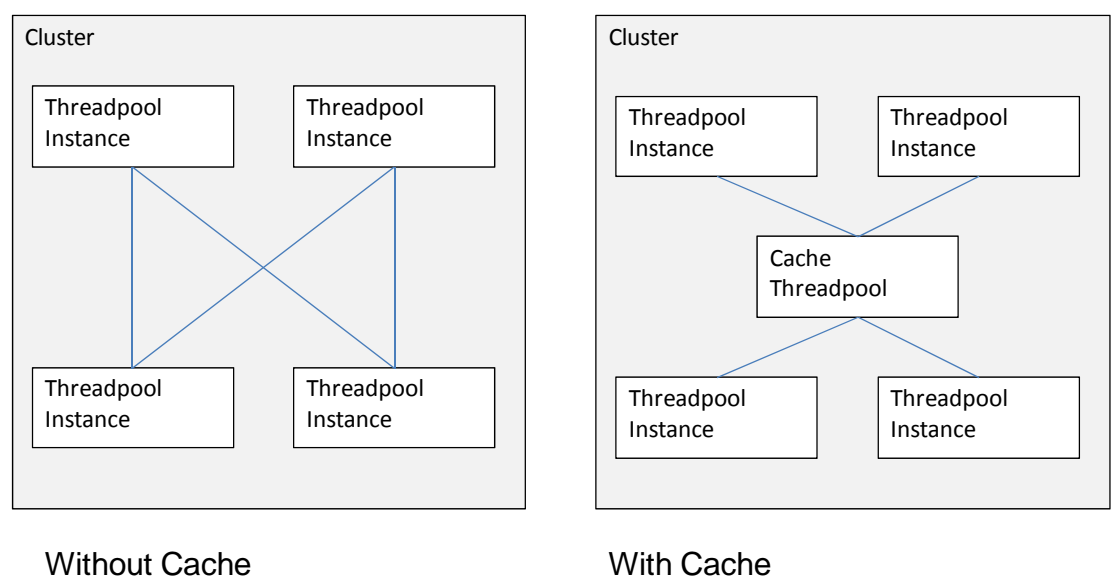 Cluster
Threadpool
Instance
Threadpool
Instance
Threadpool
Instance
Threadpool
Instance
Without Cache
Cluster
Threadpool
Instance
Threadpool
Instance
Cache
Threadpool
Threadpool
Instance
Threadpool
Instance
With Cache